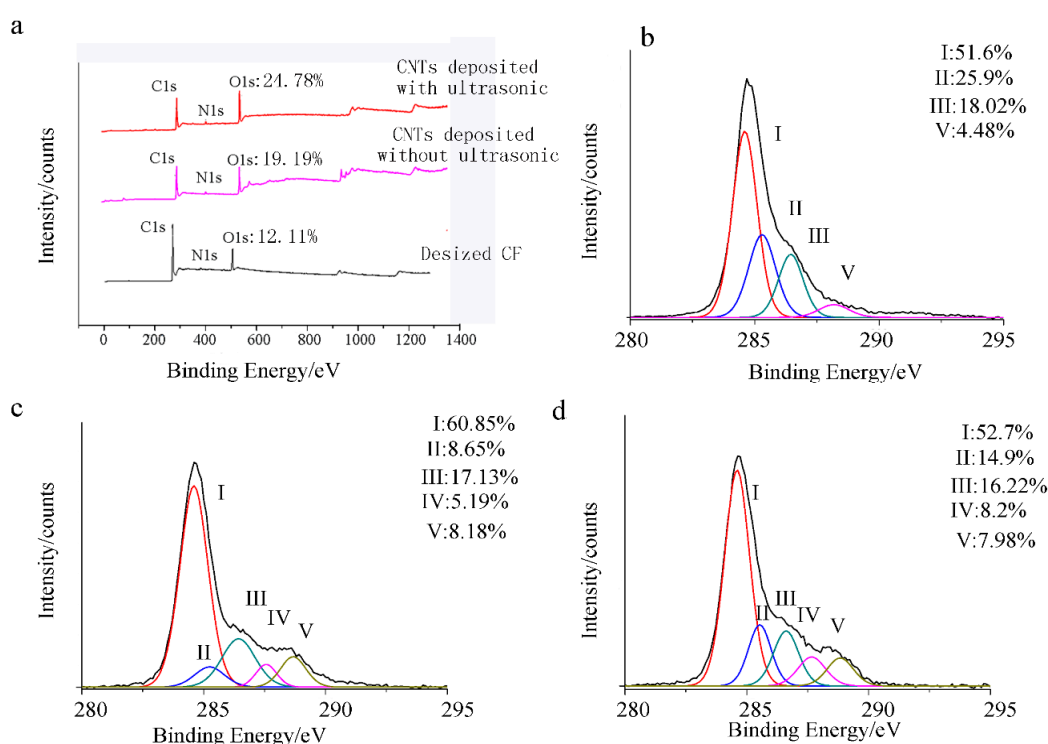 a
CNTs deposited
with ultrasonic
C1s
N1s
O1s:24.78%
CNTs deposited
without ultrasonic
C1s
N1s
O1s:19.19%
C1s
N1s
O1s:12.11%
Desized CF
Intensity/counts
0 200 400 600 800 1000 1200 1400
Binding Energy/eV
b
I:51.6%
II:25.9%
III:18.02%
V:4.48%
I
II
III
V
Intensity/counts
280 285 290 295
Binding Energy/eV
c
I:60.85%
II:8.65%
III:17.13%
IV:5.19%
V:8.18%
I
II
III
IV
V
Intensity/counts
280 285 290 295
Binding Energy/eV
d
I:52.7%
II:14.9%
III:16.22%
IV:8.2%
V:7.98%
I
II
III
IV
V
Intensity/counts
280 285 290 295
Binding Energy/eV